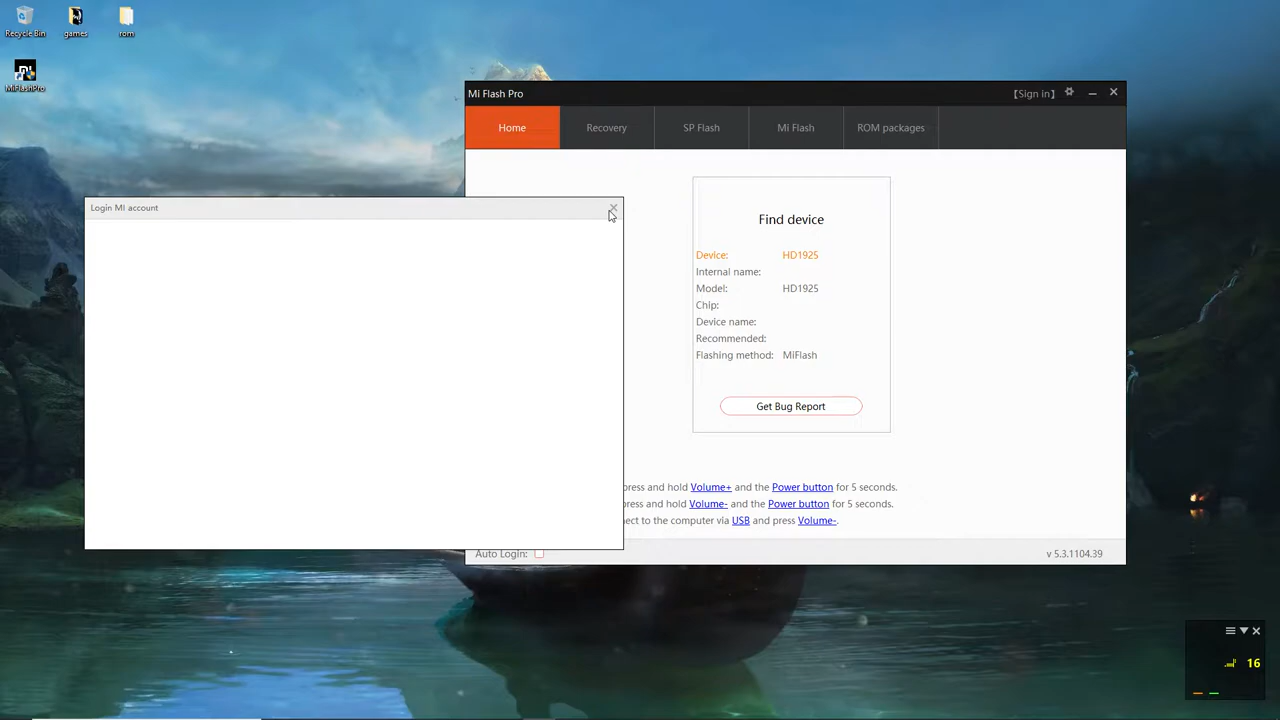 Recycle Bin
games
rom
MiFlashPro
Mi Flash Pro
【Sign in】
Home
Recovery
SP Flash
Mi Flash
ROM packages
Login MI account
Find device
Device: HD1925
Internal name:
Model: HD1925
Chip:
Device name:
Recommended:
Flashing method: MiFlash
Get Bug Report
press and hold Volume+ and the Power button for 5 seconds.
press and hold Volume- and the Power button for 5 seconds.
to the computer via USB and press Volume-.
Auto Login:
v 5.3.1104.39
16